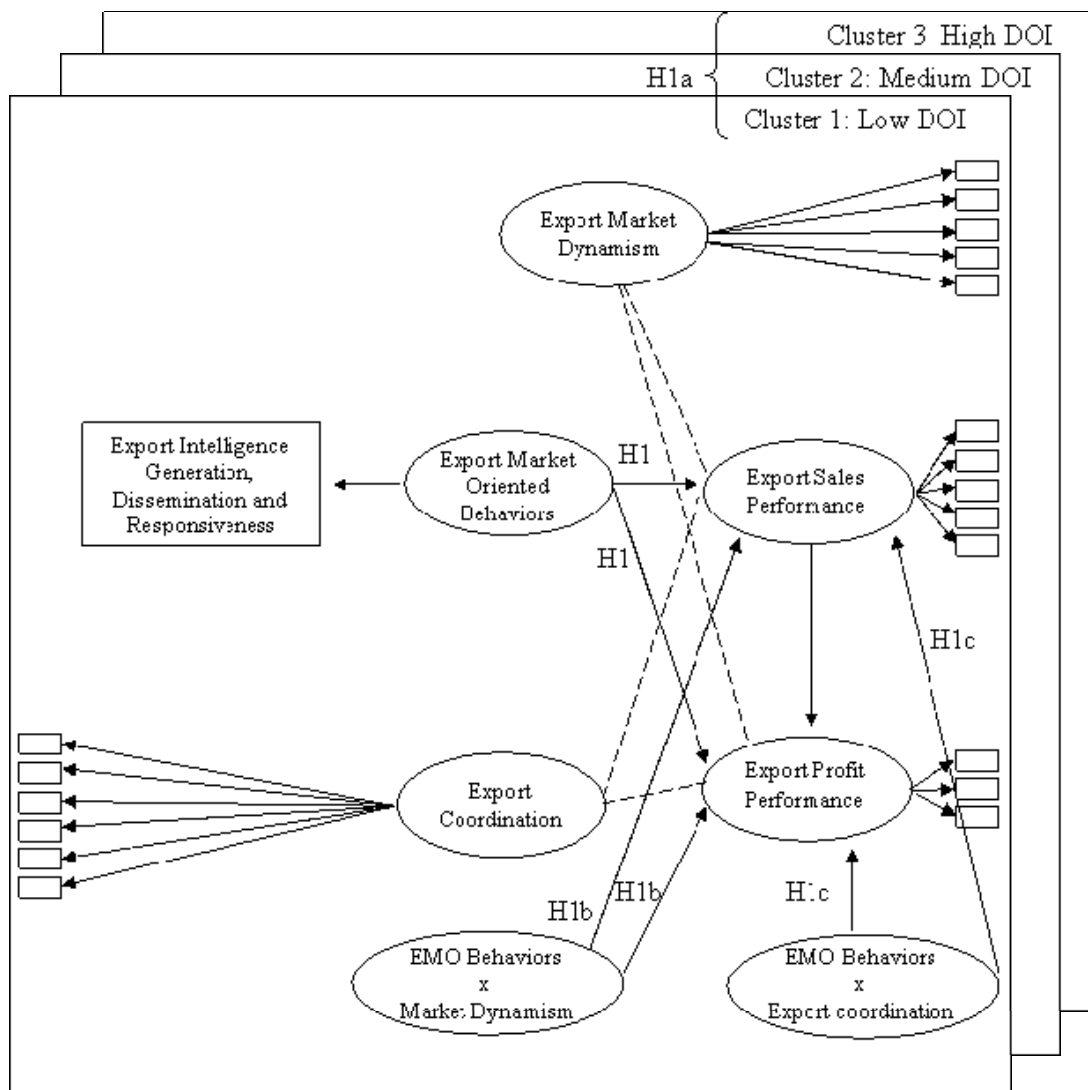 Cluster 3 High DOI
H1a
Cluster 2: Medium DOI
Cluster 1: Low DOI
Export Market
Dynamism
Export Intelligence
Generation,
Dissemination and
Responsiveness
Export Market
Oriented
Behaviors
H1
Export Sales
Performance
H1
H1c
Export
Coordination
Export Profit
Performance
H1b
H1b
H1c
EMO Behaviors
x
Market Dynamism
EMO Behaviors
x
Export coordination